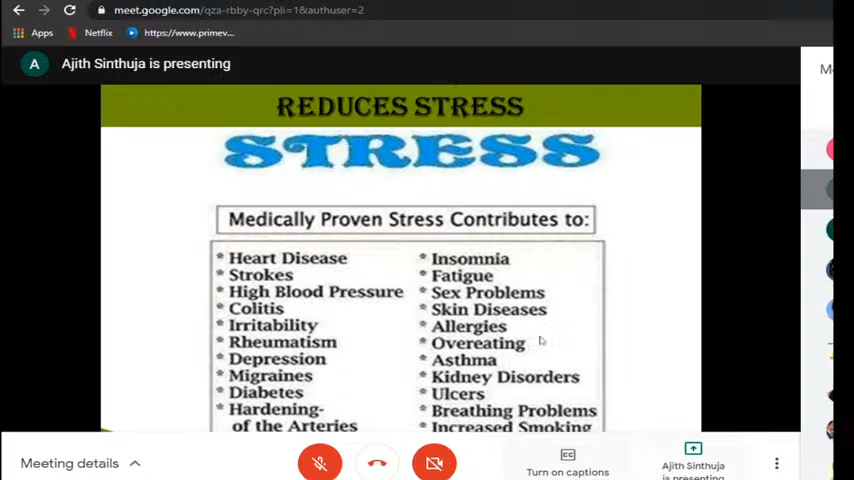 meet.google.com/qza-rbby-qrc?pli=1&authuser=2
Apps Netflix https://www.primev...
A Ajith Sinthuja is presenting
REDUCES STRESS
STRESS
Medically Proven Stress Contributes to:
* Heart Disease
* Strokes
* High Blood Pressure
* Colitis
* Irritability
* Rheumatism
* Depression
* Migraines
* Diabetes
* Hardening-
of the Arteries
* Insomnia
* Fatigue
* Sex Problems
* Skin Diseases
* Allergies
* Overeating
* Asthma
* Kidney Disorders
* Ulcers
* Breathing Problems
* Increased Smoking
Meeting details
CC
Turn on captions
Ajith Sinthuja
is presenting